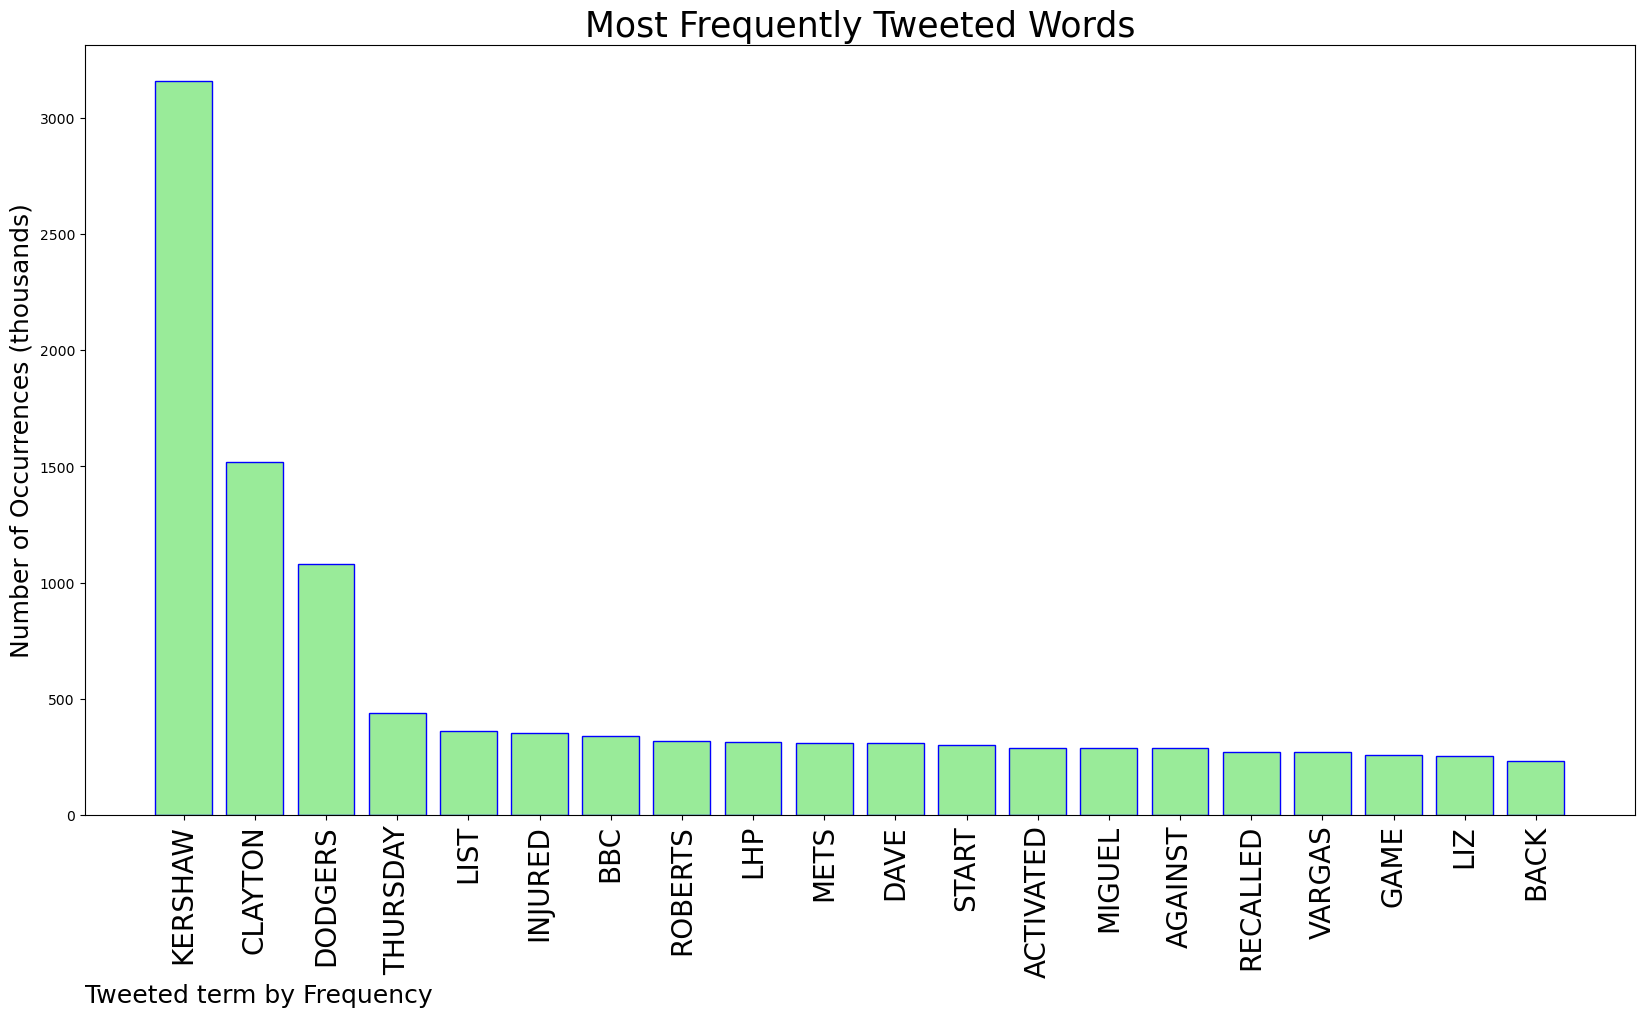 Most Frequently Tweeted Words
Number of Occurrences (thousands)
3000
2500
2000
1500
1000
500
0
KERSHAW
CLAYTON
DODGERS
THURSDAY
LIST
INJURED
BBC
ROBERTS
LHP
METS
DAVE
START
ACTIVATED
MIGUEL
AGAINST
RECALLED
VARGAS
GAME
LIZ
BACK
Tweeted term by Frequency